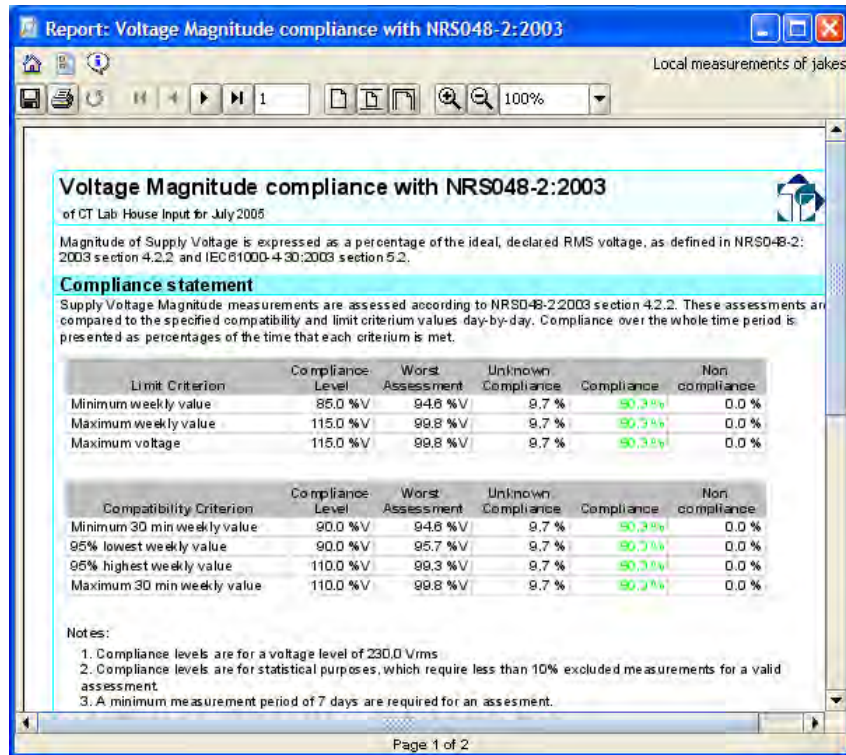 Report: Voltage Magnitude compliance with NRS048-2:2003
Local measurements of jakes
1
100%
Voltage Magnitude compliance with NRS048-2:2003
of CT Lab House Input for July 2005
Magnitude of Supply Voltage is expressed as a percentage of the ideal, declared RMS voltage, as defined in NRS048-2:
2003 section 4.2.2 and IEC61000-4-30:2003 section 5.2.
Compliance statement
Supply Voltage Magnitude measurements are assessed according to NRS048-2:2003 section 4.2.2. These assessments are
compared to the specified compatibility and limit criterium values day-by-day. Compliance over the whole time period is
presented as percentages of the time that each criterium is met.
Limit Criterion Compliance Level Worst Assessment Unknown Compliance Compliance Non compliance
Minimum weekly value 85.0 %V 94.6 %V 9.7 % 90.3 % 0.0 %
Maximum weekly value 115.0 %V 99.8 %V 9.7 % 90.3 % 0.0 %
Maximum voltage 115.0 %V 99.8 %V 9.7 % 90.3 % 0.0 %
Compatibility Criterion Compliance Level Worst Assessment Unknown Compliance Compliance Non compliance
Minimum 30 min weekly value 90.0 %V 94.6 %V 9.7 % 90.3 % 0.0 %
95% lowest weekly value 90.0 %V 95.7 %V 9.7 % 90.3 % 0.0 %
95% highest weekly value 110.0 %V 99.3 %V 9.7 % 90.3 % 0.0 %
Maximum 30 min weekly value 110.0 %V 99.8 %V 9.7 % 90.3 % 0.0 %
Notes:
1. Compliance levels are for a voltage level of 230.0 Vrms
2. Compliance levels are for statistical purposes, which require less than 10% excluded measurements for a valid
assessment.
3. A minimum measurement period of 7 days are required for an assesment.
Page 1 of 2